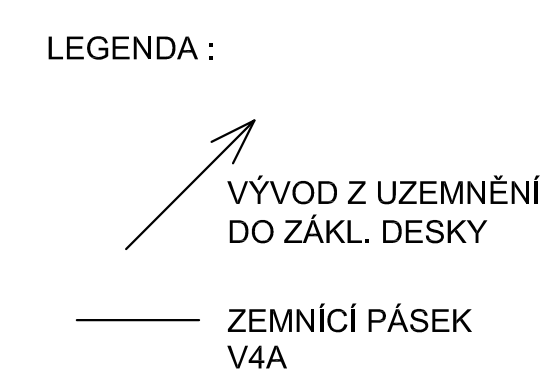 LEGENDA :
VÝVOD Z UZEMNĚNÍ
DO ZÁKL. DESKY
ZEMNÍCÍ PÁSEK
V4A